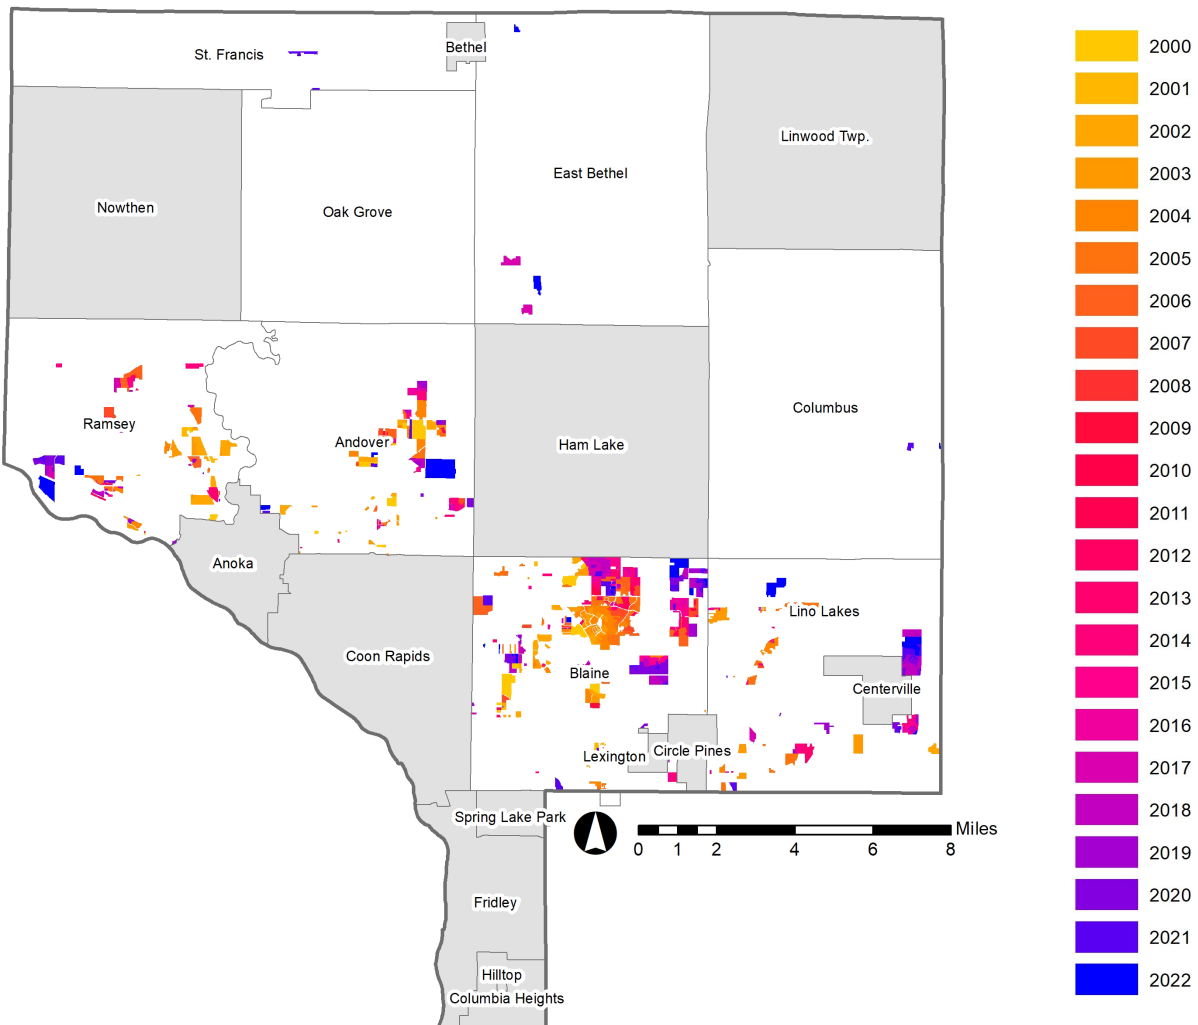 St. Francis
Bethel
Linwood Twp.
East Bethel
Nowthen
Oak Grove
Columbus
Ramsey
Andover
Ham Lake
Anoka
Lino Lakes
Coon Rapids
Blaine
Centerville
Lexington
Circle Pines
Spring Lake Park
Fridley
Hilltop
Columbia Heights
Miles
0 1 2 4 6 8
2000
2001
2002
2003
2004
2005
2006
2007
2008
2009
2010
2011
2012
2013
2014
2015
2016
2017
2018
2019
2020
2021
2022